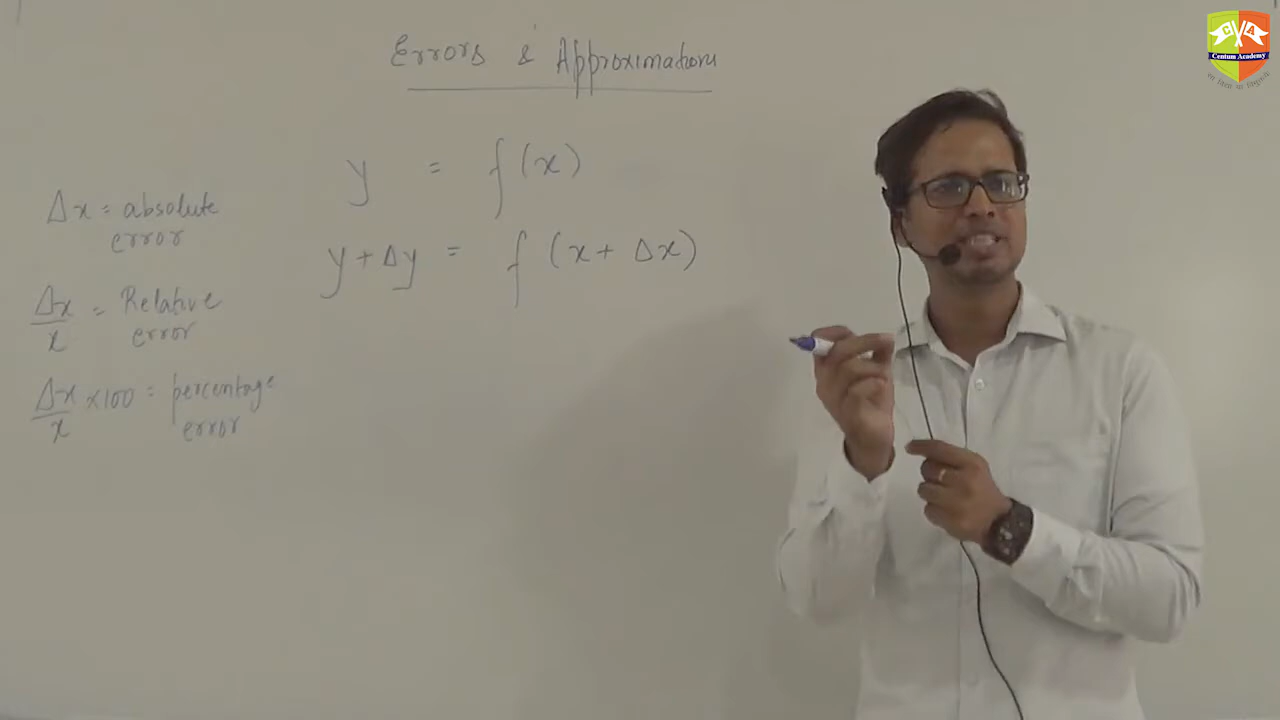 Errors & Approximations
y = f(x)
y + Δy = f(x + Δx)
Δx = absolute
error
Δx/x = Relative
error
Δx/x × 100 = percentage
error
Centum Academy